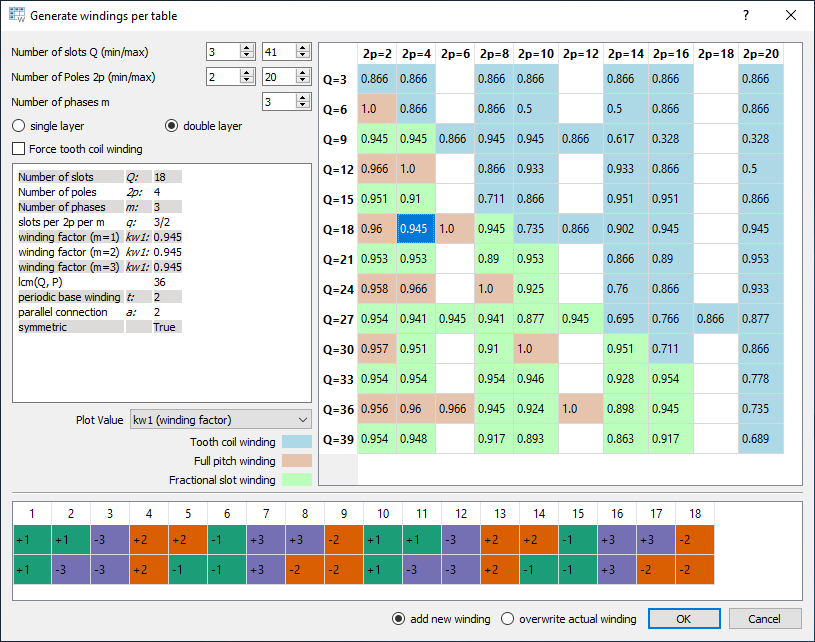 Generate windings per table
Number of slots Q (min/max) 3 41
Number of Poles 2p (min/max) 2 20
Number of phases m 3
single layer double layer
Force tooth coil winding
Number of slots Q: 18
Number of poles 2p: 4
Number of phases m: 3
slots per 2p per m q: 3/2
winding factor (m=1) kw1: 0.945
winding factor (m=2) kw1: 0.945
winding factor (m=3) kw1: 0.945
lcm(Q, P) 36
periodic base winding t: 2
parallel connection a: 2
symmetric True
Plot Value kw1 (winding factor)
Tooth coil winding
Full pitch winding
Fractional slot winding
2p=2 2p=4 2p=6 2p=8 2p=10 2p=12 2p=14 2p=16 2p=18 2p=20
Q=3 0.866 0.866 0.866 0.866 0.866 0.866 0.866
Q=6 1.0 0.866 0.866 0.5 0.5 0.866 0.866
Q=9 0.945 0.945 0.866 0.945 0.945 0.866 0.617 0.328 0.328
Q=12 0.966 1.0 0.866 0.933 0.933 0.866 0.5
Q=15 0.951 0.91 0.711 0.866 0.951 0.951 0.866
Q=18 0.96 0.945 1.0 0.945 0.735 0.866 0.902 0.945 0.945
Q=21 0.953 0.953 0.89 0.953 0.866 0.89 0.953
Q=24 0.958 0.966 1.0 0.925 0.76 0.866 0.933
Q=27 0.954 0.941 0.945 0.941 0.877 0.945 0.695 0.766 0.866 0.877
Q=30 0.957 0.951 0.91 1.0 0.951 0.711 0.866
Q=33 0.954 0.954 0.954 0.946 0.928 0.954 0.778
Q=36 0.956 0.96 0.966 0.945 0.924 1.0 0.898 0.945 0.735
Q=39 0.954 0.948 0.917 0.893 0.863 0.917 0.689
1 2 3 4 5 6 7 8 9 10 11 12 13 14 15 16 17 18
+1 +1 -3 +2 +2 -1 +3 +3 -2 +1 +1 -3 +2 +2 -1 +3 +3 -2
+1 -3 -3 +2 -1 -1 +3 -2 -2 +1 -3 -3 +2 -1 -1 +3 -2 -2
add new winding overwrite actual winding OK Cancel